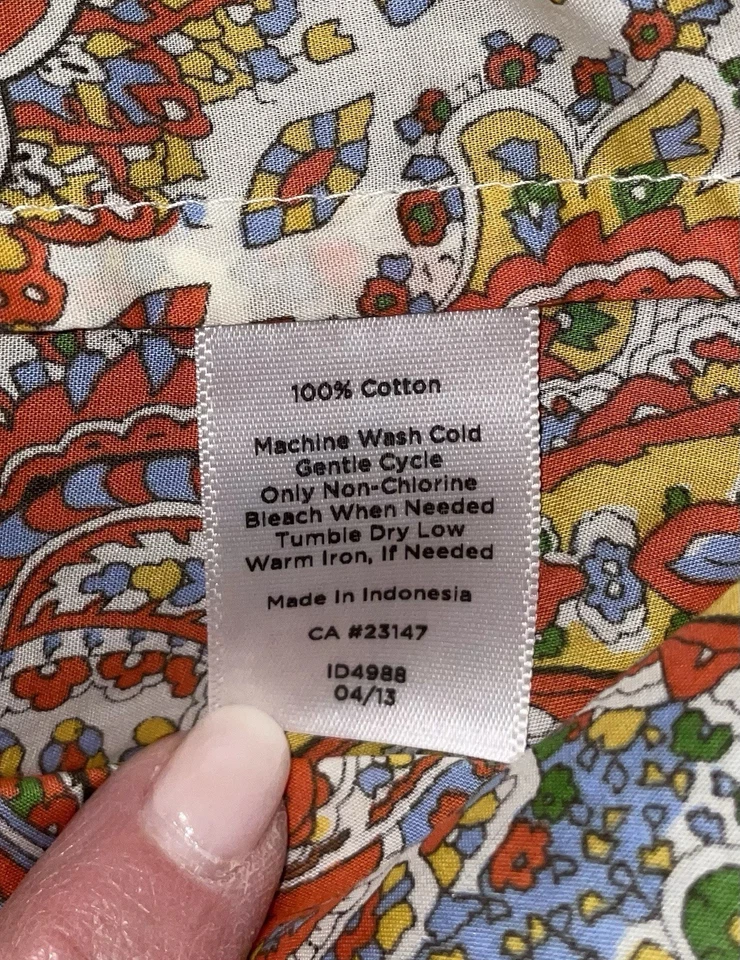 100% Cotton
Machine Wash Cold
Gentle Cycle
Only Non-Chlorine
Bleach When Needed
Tumble Dry Low
Warm Iron, If Needed
Made In Indonesia
CA #23147
ID4988
04/13